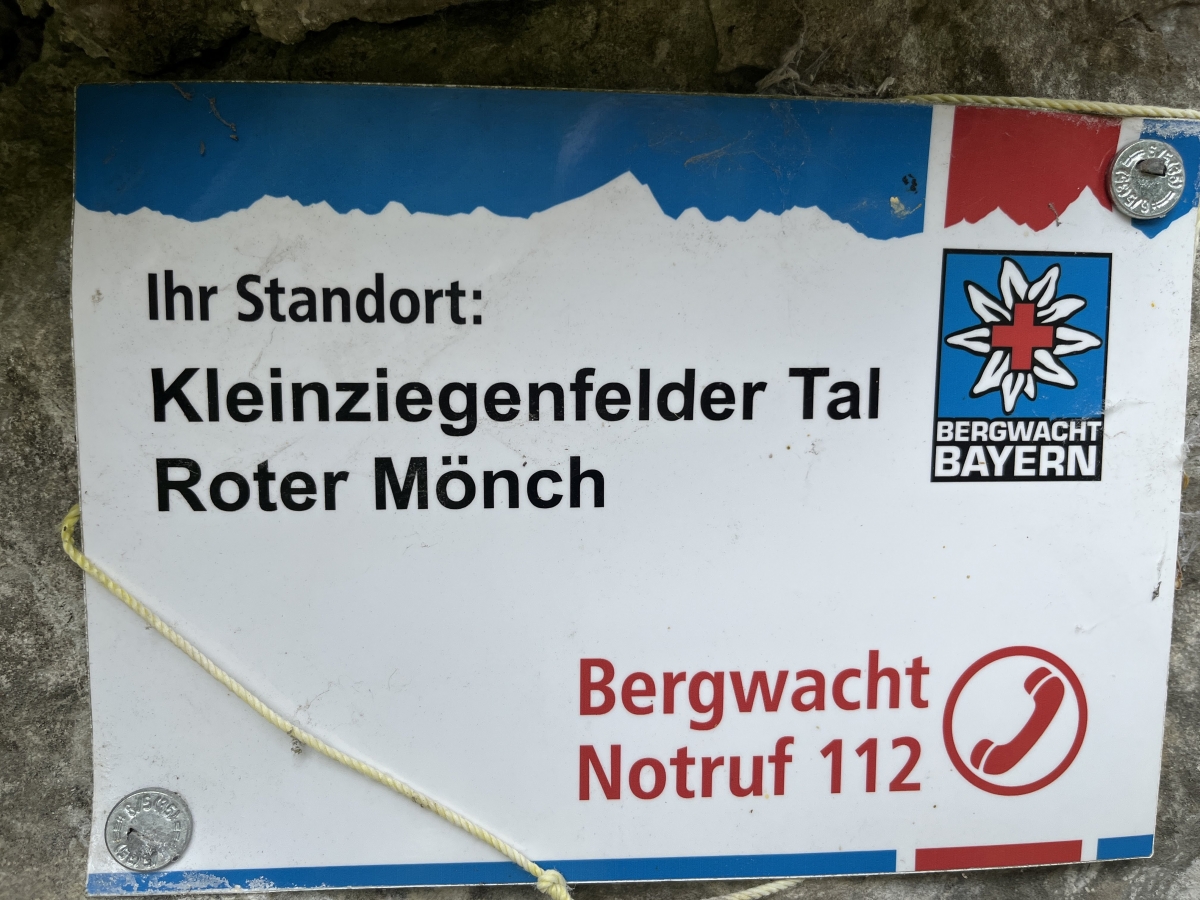 Ihr Standort:
Kleinziegenfelder Tal
Roter Mönch
BERGWACHT
BAYERN
Bergwacht
Notruf 112